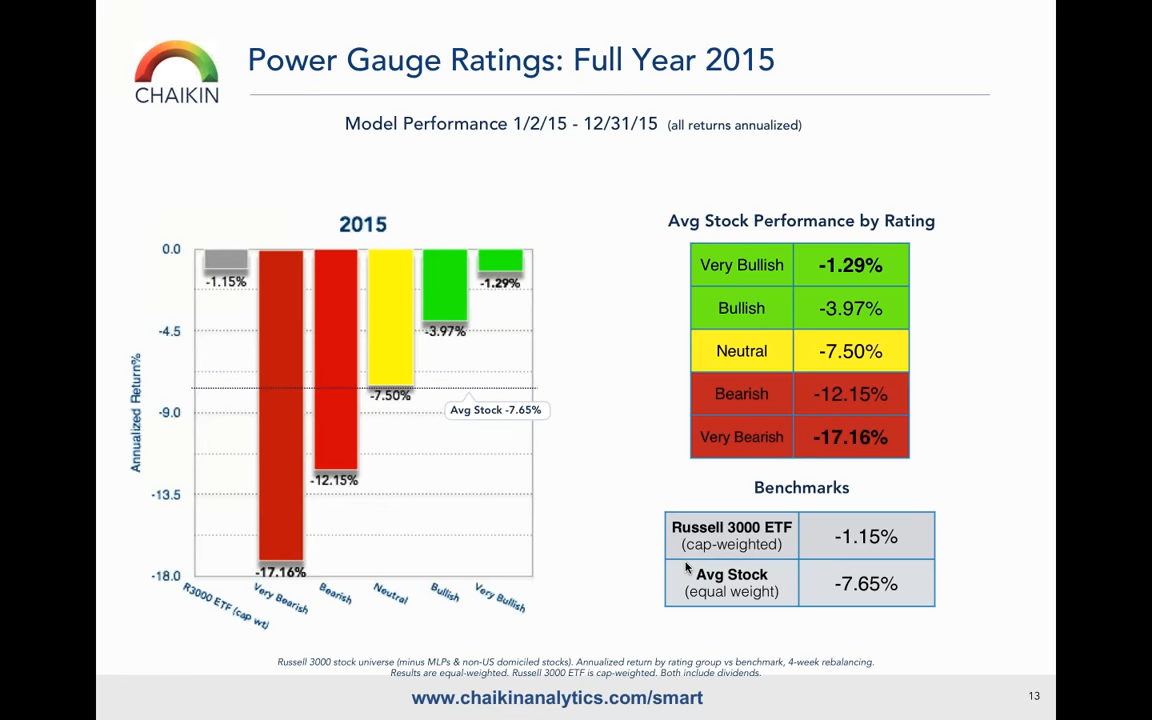 CHAIKIN
Power Gauge Ratings: Full Year 2015
Model Performance 1/2/15 - 12/31/15 (all returns annualized)
2015
Annualized Return%
0.0
-4.5
-9.0
-13.5
-18.0
-1.15%
-17.16%
-12.15%
-7.50%
-3.97%
-1.29%
Avg Stock -7.65%
R3000 ETF (cap wt)
Very Bearish
Bearish
Neutral
Bullish
Very Bullish
Avg Stock Performance by Rating
Very Bullish -1.29%
Bullish -3.97%
Neutral -7.50%
Bearish -12.15%
Very Bearish -17.16%
Benchmarks
Russell 3000 ETF
(cap-weighted)
-1.15%
Avg Stock
(equal weight)
-7.65%
Russell 3000 stock universe (minus MLPs & non-US domiciled stocks). Annualized return by rating group vs benchmark, 4-week rebalancing.
Results are equal-weighted. Russell 3000 ETF is cap-weighted. Both include dividends.
www.chaikinanalytics.com/smart
13